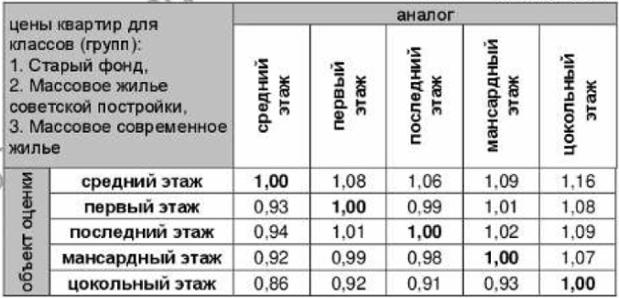 цены квартир для
классов (групп):
1. Старый фонд,
2. Массовое жилье
советской постройки,
3. Массовое современное
жилье
аналог
средний
этаж
первый
этаж
последний
этаж
мансардный
этаж
цокольный
этаж
объект оценки
средний этаж 1,00 1,08 1,06 1,09 1,16
первый этаж 0,93 1,00 0,99 1,01 1,08
последний этаж 0,94 1,01 1,00 1,02 1,09
мансардный этаж 0,92 0,99 0,98 1,00 1,07
цокольный этаж 0,86 0,92 0,91 0,93 1,00